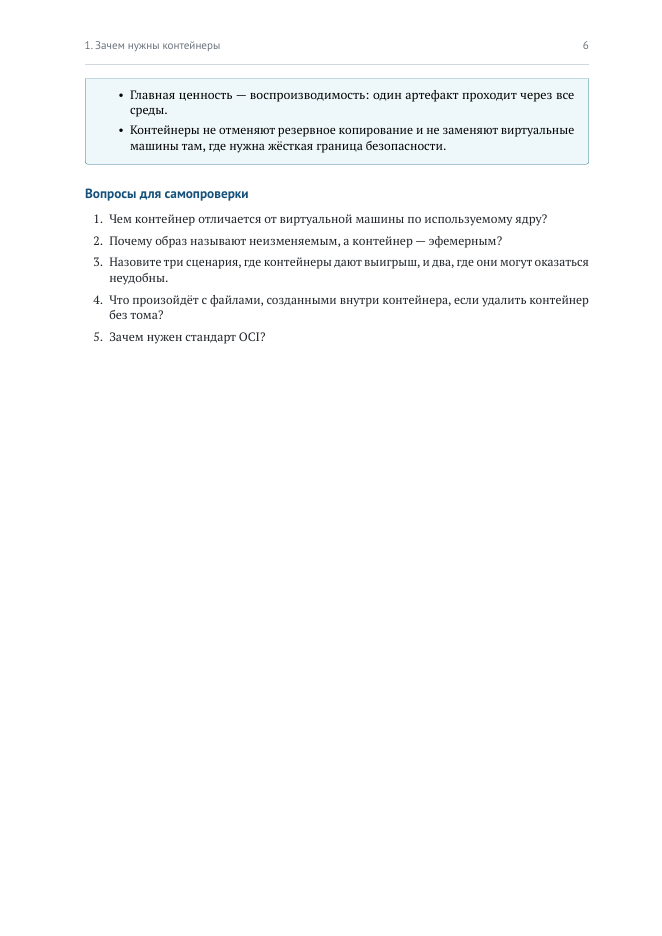 1. Зачем нужны контейнеры 6
• Главная ценность — воспроизводимость: один артефакт проходит через все
среды.
• Контейнеры не отменяют резервное копирование и не заменяют виртуальные
машины там, где нужна жёсткая граница безопасности.
Вопросы для самопроверки
1. Чем контейнер отличается от виртуальной машины по используемому ядру?
2. Почему образ называют неизменяемым, а контейнер — эфемерным?
3. Назовите три сценария, где контейнеры дают выигрыш, и два, где они могут оказаться
неудобны.
4. Что произойдёт с файлами, созданными внутри контейнера, если удалить контейнер
без тома?
5. Зачем нужен стандарт OCI?